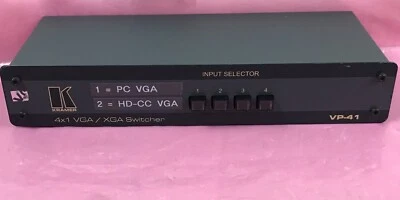 INPUT SELECTOR
1 = PC VGA
2 = HD-CC VGA
1 2 3 4
K
KRAMER
4x1 VGA / XGA Switcher
VP-41